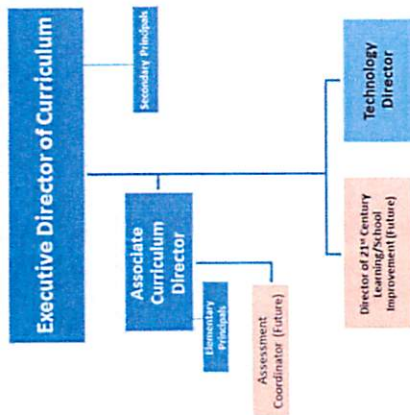 Executive Director of Curriculum
Secondary Principals
Associate
Curriculum
Director
Elementary
Principals
Assessment
Coordinator (Future)
Director of 21st Century
Learning/School
Improvement (Future)
Technology
Director